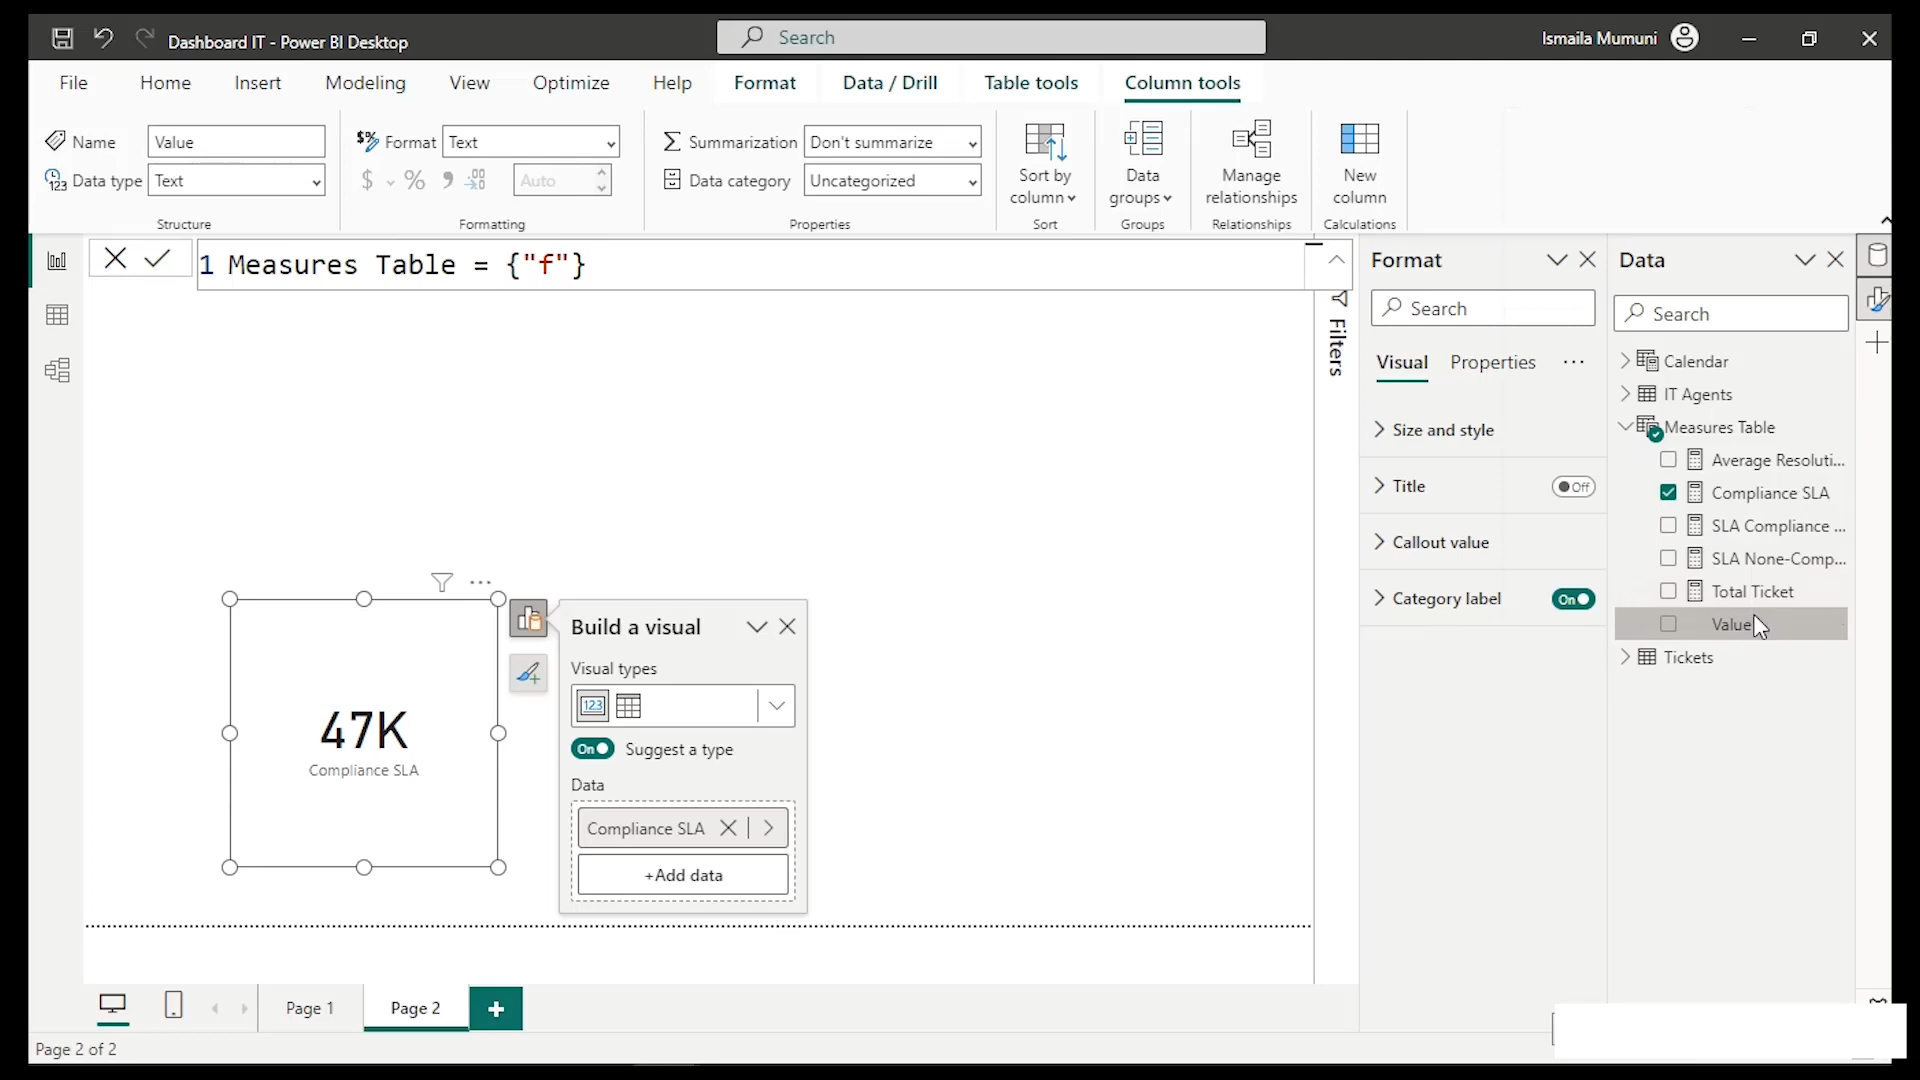 Dashboard IT - Power BI Desktop
Search
Ismaila Mumuni
File Home Insert Modeling View Optimize Help Format Data / Drill Table tools Column tools
Name Value
Data type Text
Structure
Format Text
$ % 9 Auto
Formatting
Summarization Don't summarize
Data category Uncategorized
Properties
Sort by
column
Sort
Data
groups
Groups
Manage
relationships
Relationships
New
column
Calculations
1 Measures Table = {"f"}
Filters
Format
Search
Visual Properties ...
Size and style
Title Off
Callout value
Category label On
Data
Search
Calendar
IT Agents
Measures Table
Average Resoluti...
Compliance SLA
SLA Compliance ...
SLA None-Comp...
Total Ticket
Value
Tickets
47K
Compliance SLA
Build a visual
Visual types
123
On Suggest a type
Data
Compliance SLA
+Add data
Page 1
Page 2
Page 2 of 2